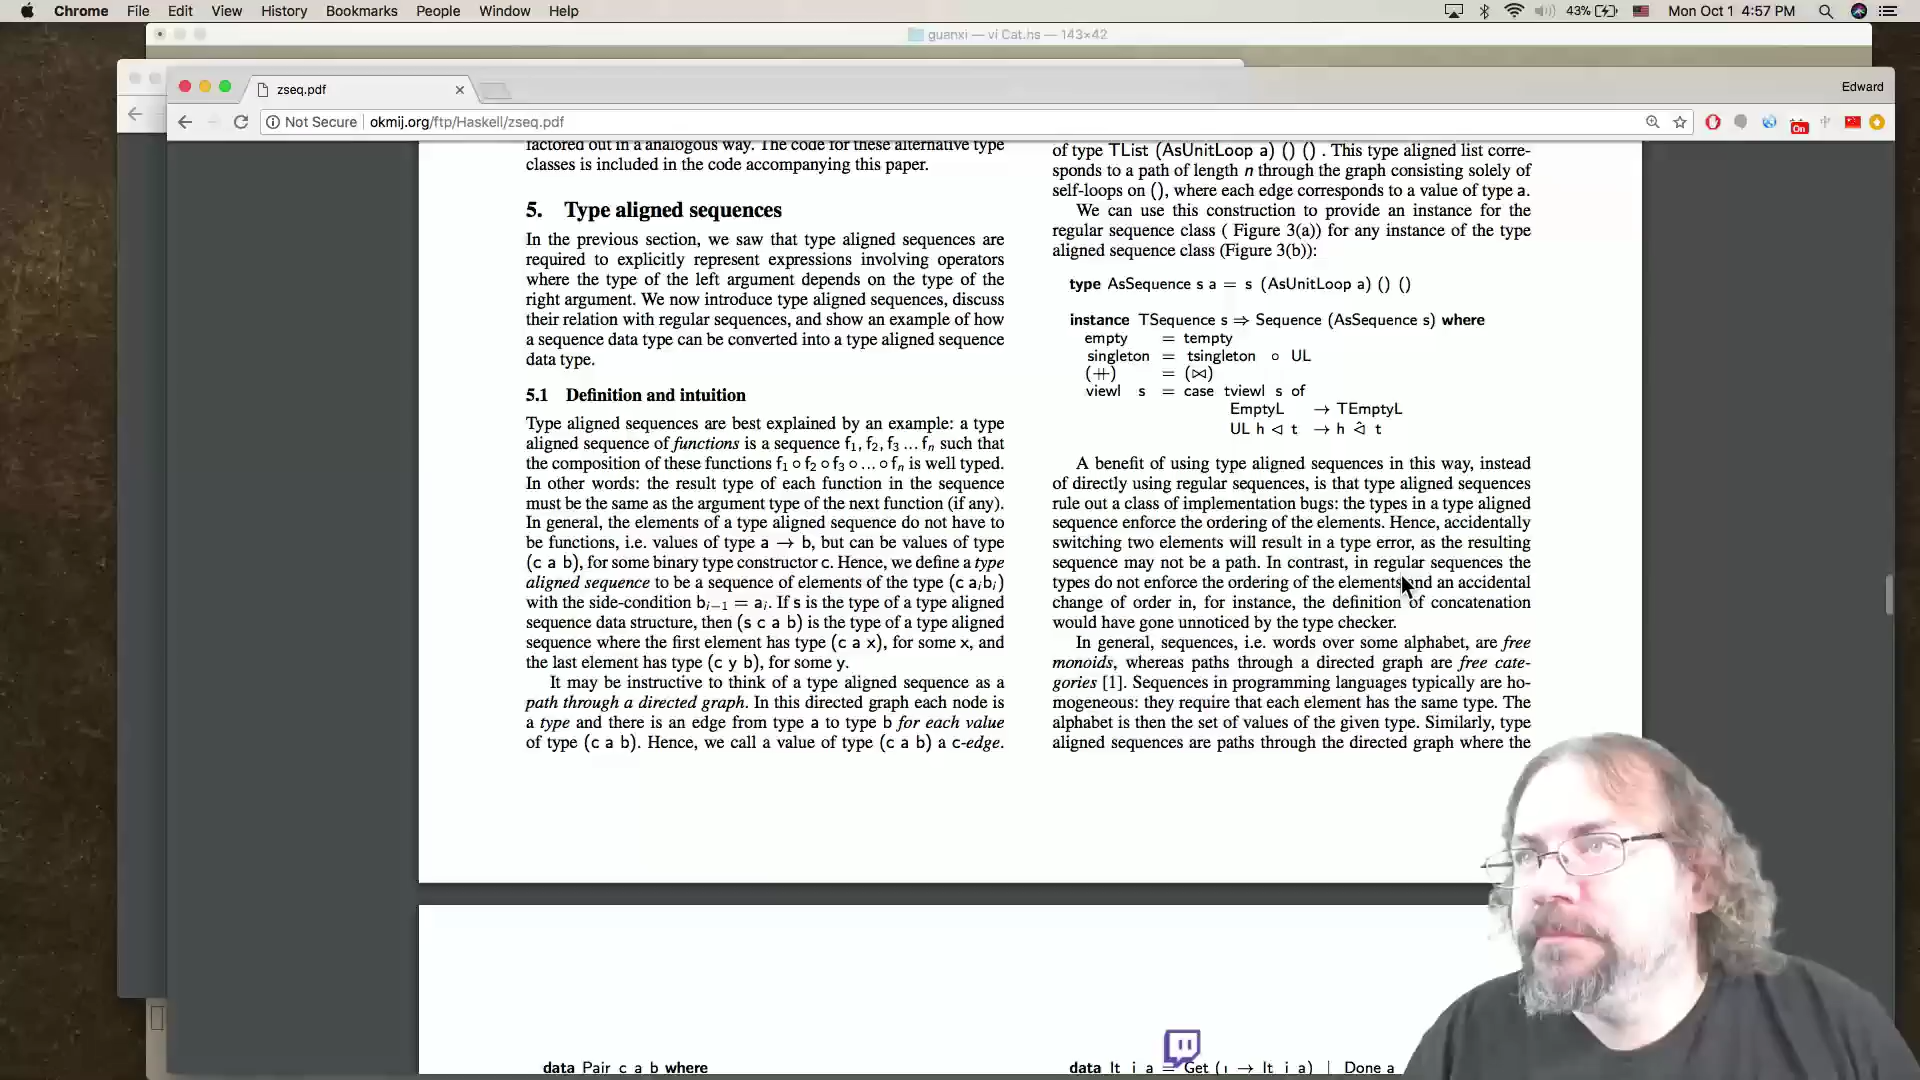 Chrome File Edit View History Bookmarks People Window Help
43% Mon Oct 1 4:57 PM
guanxi — vi Cat.hs — 143×42
zseq.pdf
Edward
Not Secure okmij.org/ftp/Haskell/zseq.pdf
On
factored out in a analogous way. The code for these alternative type
classes is included in the code accompanying this paper.
5. Type aligned sequences
In the previous section, we saw that type aligned sequences are
required to explicitly represent expressions involving operators
where the type of the left argument depends on the type of the
right argument. We now introduce type aligned sequences, discuss
their relation with regular sequences, and show an example of how
a sequence data type can be converted into a type aligned sequence
data type.
5.1 Definition and intuition
Type aligned sequences are best explained by an example: a type
aligned sequence of functions is a sequence f₁, f₂, f₃ … fₙ such that
the composition of these functions f₁ ∘ f₂ ∘ f₃ ∘ … ∘ fₙ is well typed.
In other words: the result type of each function in the sequence
must be the same as the argument type of the next function (if any).
In general, the elements of a type aligned sequence do not have to
be functions, i.e. values of type a → b, but can be values of type
(c a b), for some binary type constructor c. Hence, we define a type
aligned sequence to be a sequence of elements of the type (c aᵢbᵢ)
with the side-condition bᵢ₋₁ = aᵢ. If s is the type of a type aligned
sequence data structure, then (s c a b) is the type of a type aligned
sequence where the first element has type (c a x), for some x, and
the last element has type (c y b), for some y.
It may be instructive to think of a type aligned sequence as a
path through a directed graph. In this directed graph each node is
a type and there is an edge from type a to type b for each value
of type (c a b). Hence, we call a value of type (c a b) a c-edge.
of type TList (AsUnitLoop a) () () . This type aligned list corre-
sponds to a path of length n through the graph consisting solely of
self-loops on (), where each edge corresponds to a value of type a.
We can use this construction to provide an instance for the
regular sequence class ( Figure 3(a)) for any instance of the type
aligned sequence class (Figure 3(b)):
type AsSequence s a = s (AsUnitLoop a) () ()
instance TSequence s ⇒ Sequence (AsSequence s) where
empty = tempty
singleton = tsingleton ∘ UL
(⧺) = (⋈)
viewl s = case tviewl s of
EmptyL → TEmptyL
UL h ⊲ t → h ⊲̂ t
A benefit of using type aligned sequences in this way, instead
of directly using regular sequences, is that type aligned sequences
rule out a class of implementation bugs: the types in a type aligned
sequence enforce the ordering of the elements. Hence, accidentally
switching two elements will result in a type error, as the resulting
sequence may not be a path. In contrast, in regular sequences the
types do not enforce the ordering of the elements and an accidental
change of order in, for instance, the definition of concatenation
would have gone unnoticed by the type checker.
In general, sequences, i.e. words over some alphabet, are free
monoids, whereas paths through a directed graph are free cate-
gories [1]. Sequences in programming languages typically are ho-
mogeneous: they require that each element has the same type. The
alphabet is then the set of values of the given type. Similarly, type
aligned sequences are paths through the directed graph where the
data Pair c a b where
data It i a = Get (i → It i a) | Done a